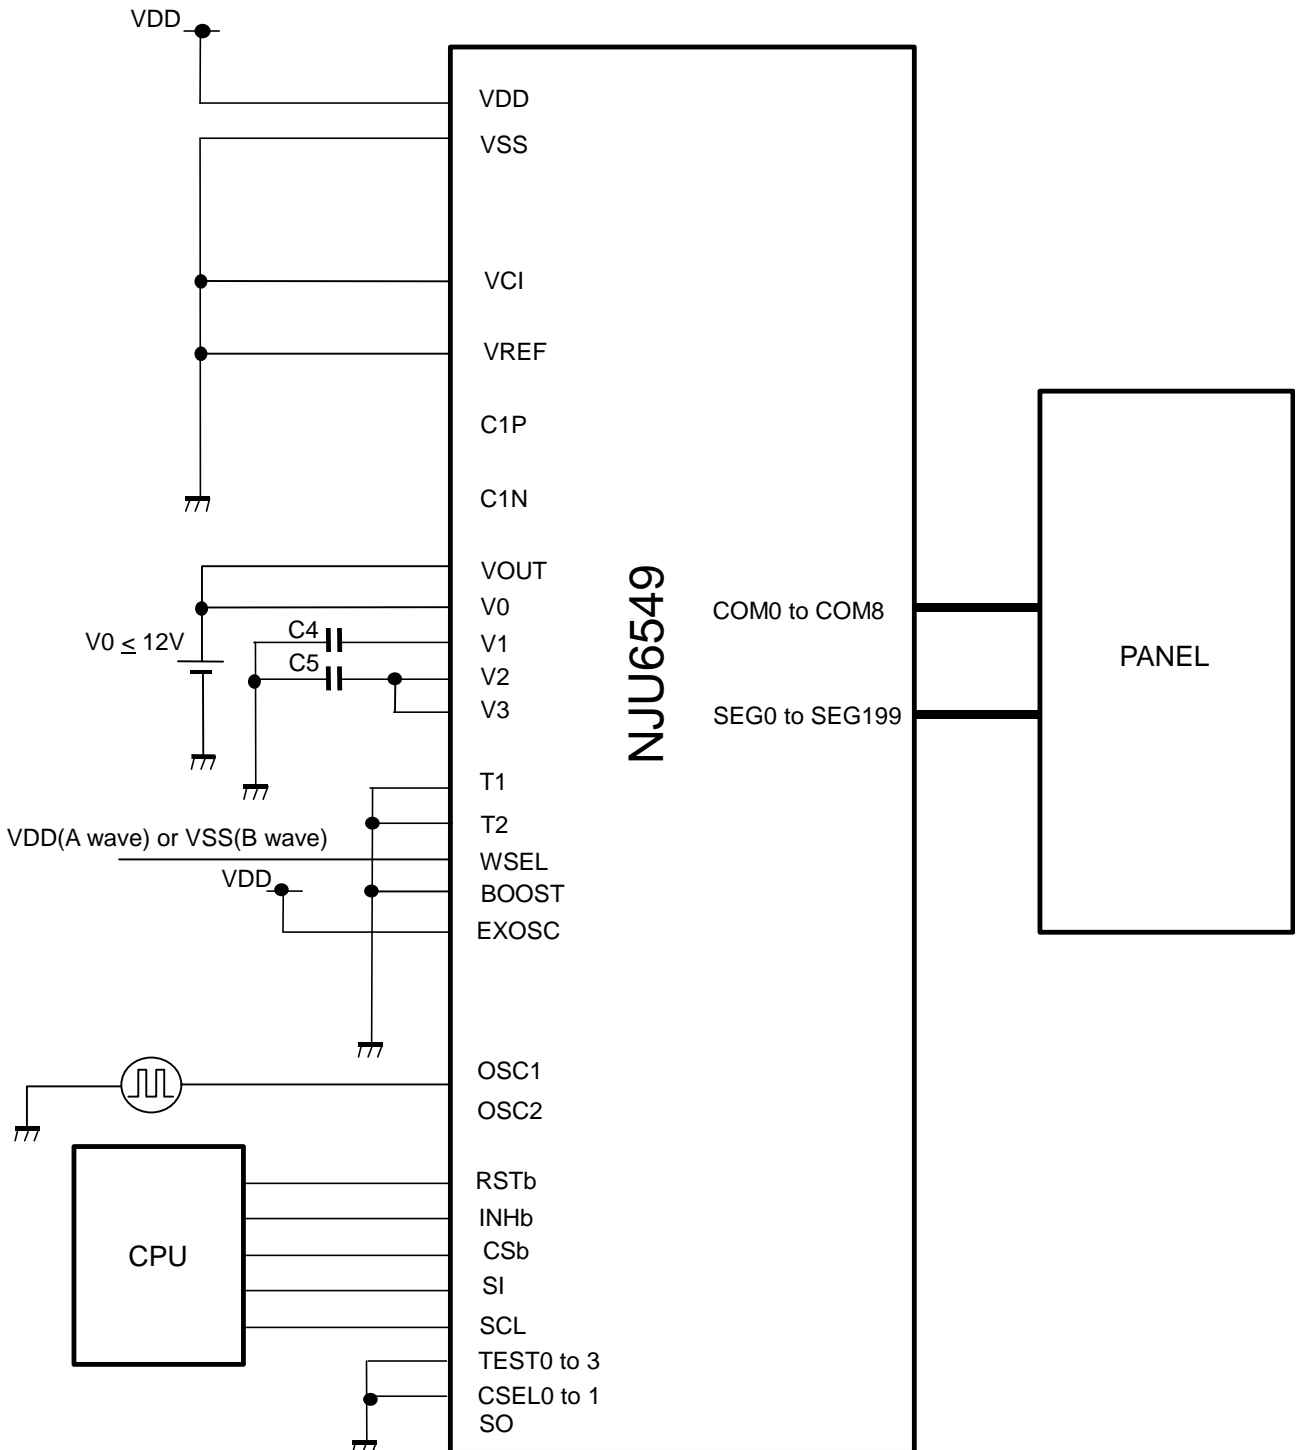 VDD
VDD
VSS
VCI
VREF
C1P
C1N
VOUT
V0
V0 ≤ 12V
C4
V1
C5
V2
V3
NJU6549
COM0 to COM8
SEG0 to SEG199
PANEL
T1
T2
VDD(A wave) or VSS(B wave)
WSEL
VDD
BOOST
EXOSC
OSC1
OSC2
CPU
RSTb
INHb
CSb
SI
SCL
TEST0 to 3
CSEL0 to 1
SO